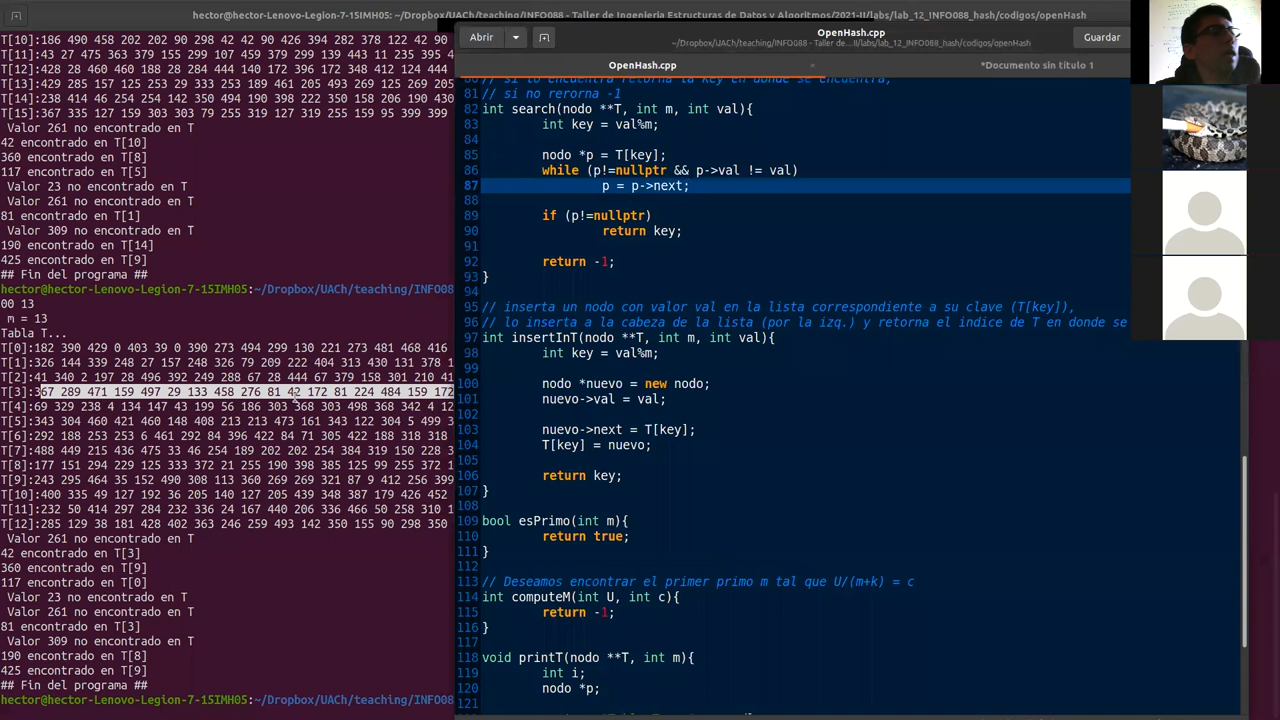 hector@hector-Lenovo-Legion-7-15IMH05: ~/Dropbox/UACh/teaching/INFO088 - Taller de Ingenieria Estructuras de Datos y Algoritmos/2021-II/labs/lab_12_INFO088_hash/codigos/openHash
T[10]:186 490 458 122 202 90 298 42 42 90 426 394 282 378 122 42 90
T[11]:43 27 475 363 75 155 299 107 459 379 299 139 43 315 443 11
T[12]:428 28 460 460 188 28 284 444 140 172 396 172 348 412 124 444
T[13]:
T[14]:238 414 46 254 254 142 350 494 190 398 222 350 158 206 190 430
T[15]:367 335 127 159 303 303 79 255 319 127 319 255 159 95 399 399
Valor 261 no encontrado en T
42 encontrado en T[10]
360 encontrado en T[8]
117 encontrado en T[5]
Valor 23 no encontrado en T
81 encontrado en T[1]
Valor 309 no encontrado en T
190 encontrado en T[14]
425 encontrado en T[9]
## Fin del programa ##
hector@hector-Lenovo-Legion-7-15IMH05:~/Dropbox/UACh/teaching/INFO08
00 13
m = 13
Tabla T...
T[0]:182 390 429 0 403 39 0 390 273 494 299 130 221 273 481 468 416
T[1]:26 144 339 248 27 157 248 326 79 209 222 404 313 430 131 378 1
T[2]:41 340 2 197 28 496 392 249 288 67 28 444 67 379 158 301 210 41
T[3]:367 289 471 159 497 29 133 458 276 81 42 172 81 224 484 159 172
T[4]:69 329 238 4 134 147 43 199 56 186 303 368 303 498 368 342 4 12
T[5]:343 304 460 421 460 148 408 213 213 473 161 343 122 304 5 499 3
T[6]:292 188 253 253 6 461 292 84 396 422 84 71 305 422 188 318 318
T[7]:488 449 215 436 475 33 46 254 189 202 202 254 384 319 150 228 3
T[8]:177 151 294 229 125 333 372 21 255 190 398 385 125 99 255 372 1
T[9]:243 295 464 35 152 490 308 113 360 269 269 321 87 9 412 256 399
T[10]:400 335 49 127 192 36 205 140 127 205 439 348 387 179 426 452
T[11]:232 50 414 297 284 232 336 24 167 440 206 336 466 50 258 310
T[12]:285 129 38 181 428 402 363 246 259 493 142 350 155 90 298 350
Valor 261 no encontrado en T
42 encontrado en T[3]
360 encontrado en T[9]
117 encontrado en T[0]
Valor 23 no encontrado en T
Valor 261 no encontrado en T
81 encontrado en T[3]
Valor 309 no encontrado en T
190 encontrado en T[8]
425 encontrado en T[9]
## Fin del programa ##
hector@hector-Lenovo-Legion-7-15IMH05:~/Dropbox/UACh/teaching/INFO08
Abrir
OpenHash.cpp
~/Dropbox/UACh/teaching/INFO088 - Taller de…II/labs/lab_12_INFO088_hash/codigos/openHash
Guardar
OpenHash.cpp
*Documento sin título 1
80 // si lo encuentra retorna la key en donde se encuentra,
81 // si no rerorna -1
82 int search(nodo **T, int m, int val){
83 int key = val%m;
84
85 nodo *p = T[key];
86 while (p!=nullptr && p->val != val)
87 p = p->next;
88
89 if (p!=nullptr)
90 return key;
91
92 return -1;
93 }
94
95 // inserta un nodo con valor val en la lista correspondiente a su clave (T[key]),
96 // lo inserta a la cabeza de la lista (por la izq.) y retorna el indice de T en donde se
97 int insertInT(nodo **T, int m, int val){
98 int key = val%m;
99
100 nodo *nuevo = new nodo;
101 nuevo->val = val;
102
103 nuevo->next = T[key];
104 T[key] = nuevo;
105
106 return key;
107 }
108
109 bool esPrimo(int m){
110 return true;
111 }
112
113 // Deseamos encontrar el primer primo m tal que U/(m+k) = c
114 int computeM(int U, int c){
115 return -1;
116 }
117
118 void printT(nodo **T, int m){
119 int i;
120 nodo *p;
121